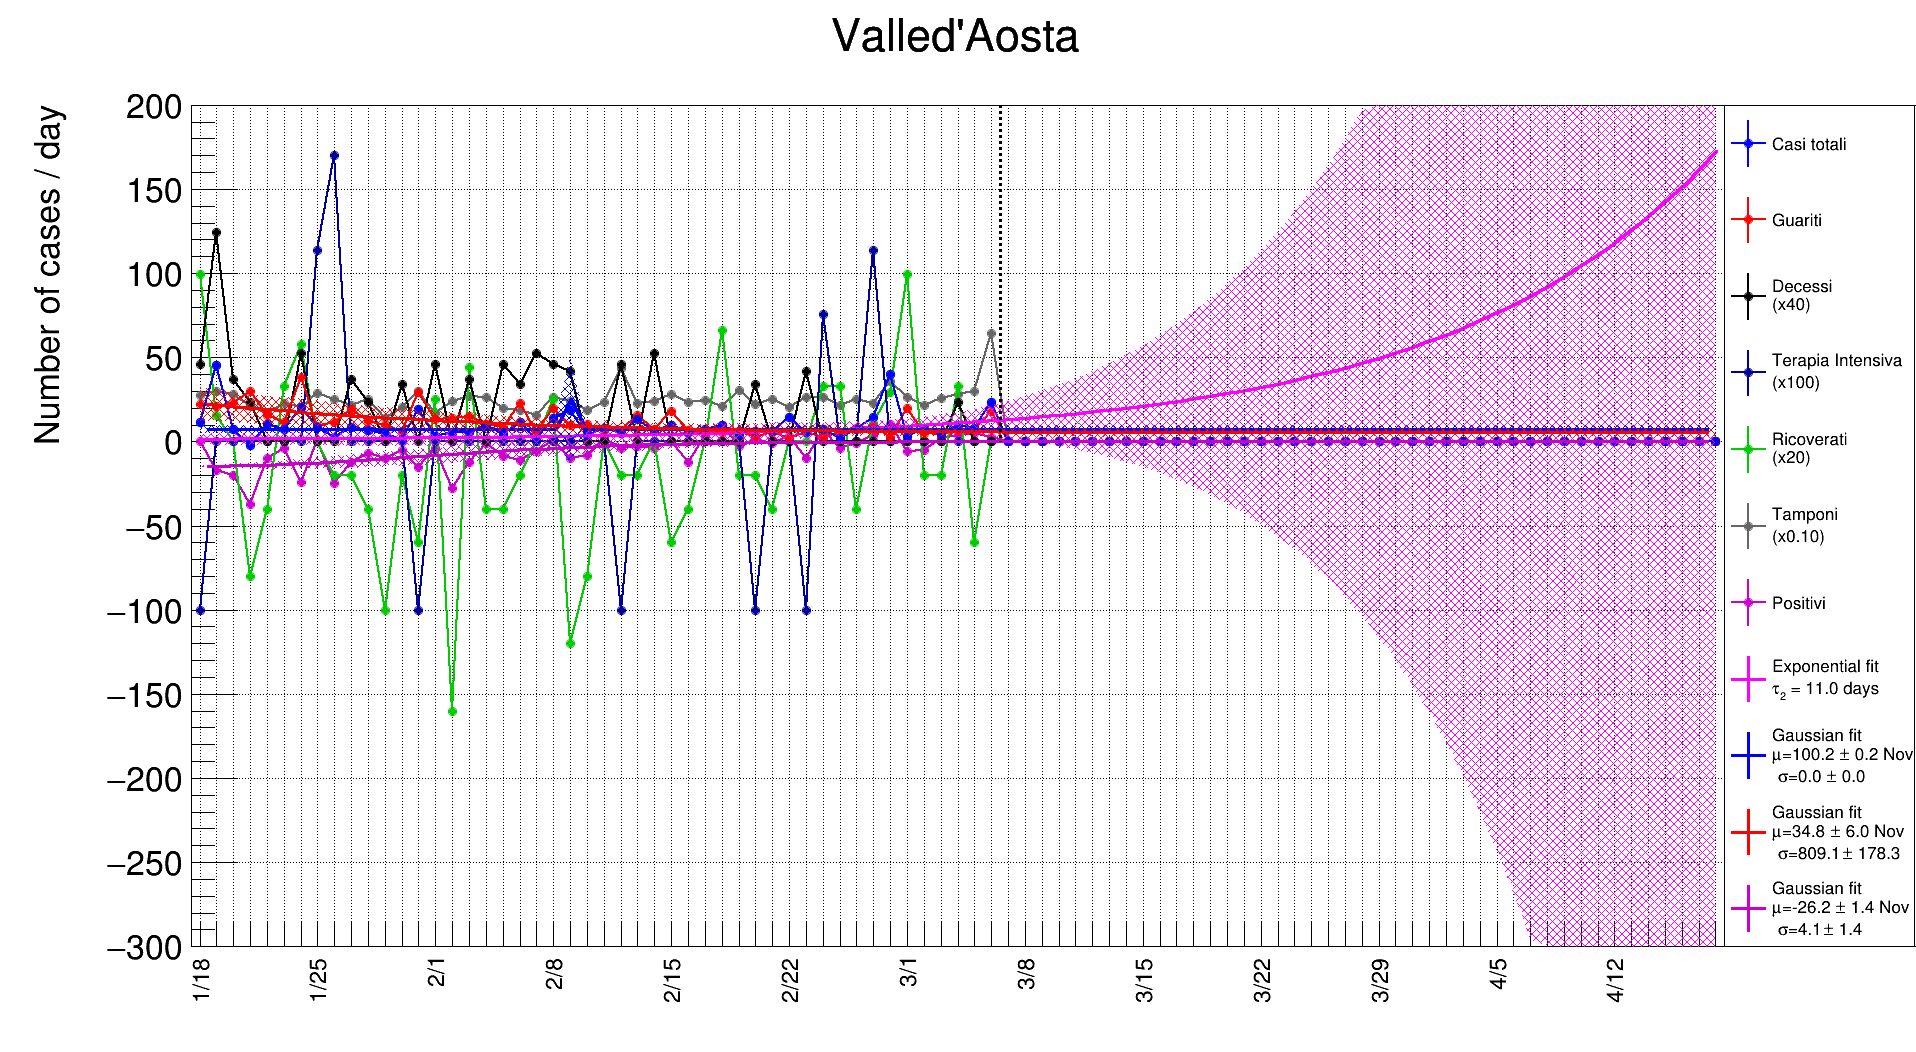 Valled'Aosta
Number of cases / day
200
150
100
50
0
−50
−100
−150
−200
−250
−300
1/18
1/25
2/1
2/8
2/15
2/22
3/1
3/8
3/15
3/22
3/29
4/5
4/12
Casi totali
Guariti
Decessi
(x40)
Terapia Intensiva
(x100)
Ricoverati
(x20)
Tamponi
(x0.10)
Positivi
Exponential fit
τ2 = 11.0 days
Gaussian fit
μ=100.2 ± 0.2 Nov
σ=0.0 ± 0.0
Gaussian fit
μ=34.8 ± 6.0 Nov
σ=809.1 ± 178.3
Gaussian fit
μ=-26.2 ± 1.4 Nov
σ=4.1 ± 1.4